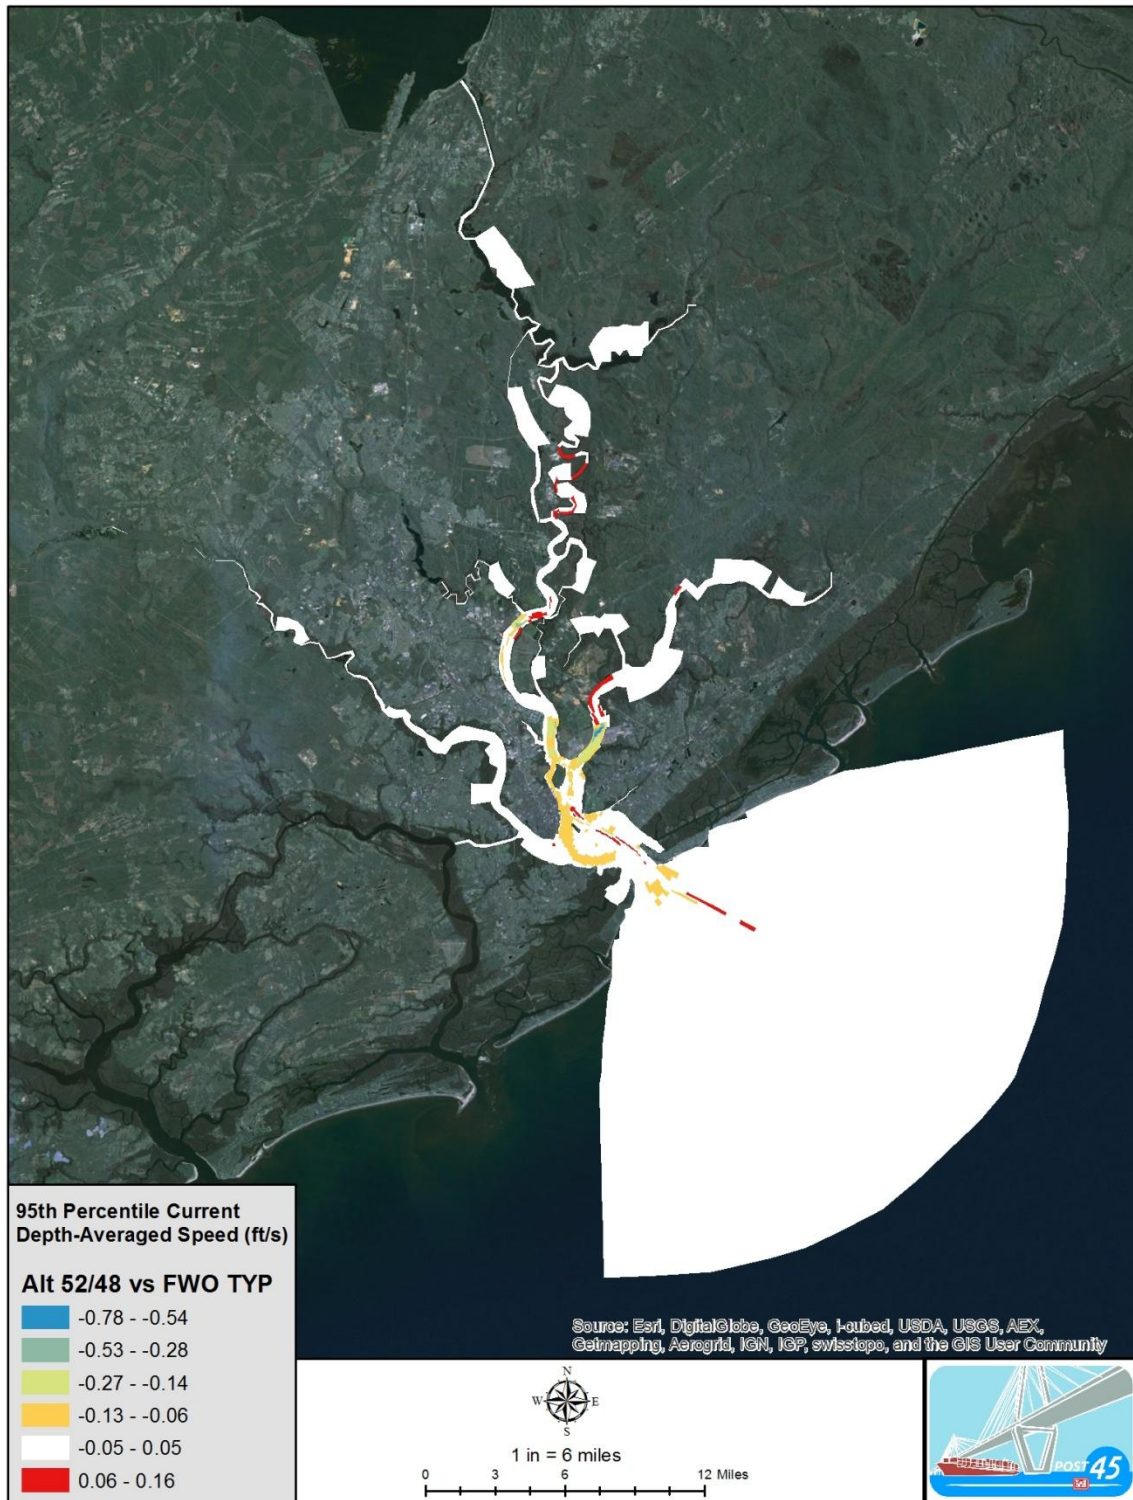 95th Percentile Current
Depth-Averaged Speed (ft/s)
Alt 52/48 vs FWO TYP
-0.78 - -0.54
-0.53 - -0.28
-0.27 - -0.14
-0.13 - -0.06
-0.05 - 0.05
0.06 - 0.16
Source: Esri, DigitalGlobe, GeoEye, i-cubed, USDA, USGS, AEX,
Getmapping, Aerogrid, IGN, IGP, swisstopo, and the GIS User Community
N
W E
S
1 in = 6 miles
0 3 6 12 Miles
POST 45